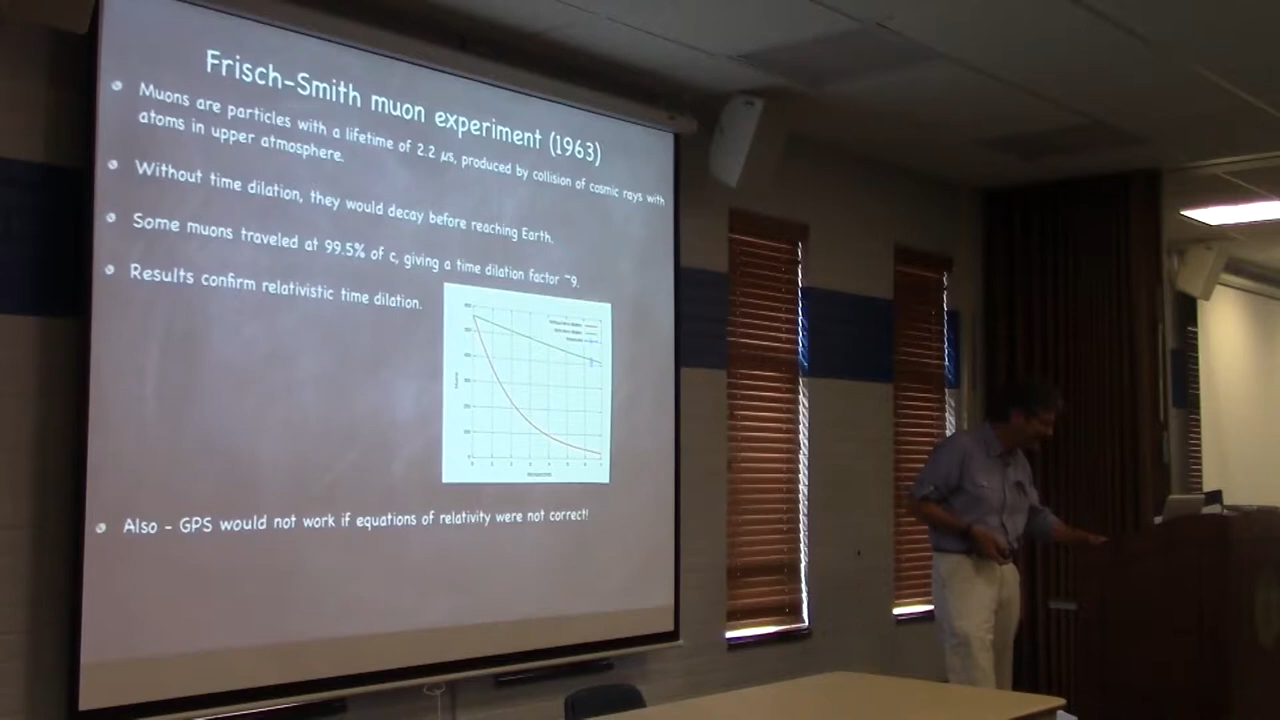 Frisch-Smith muon experiment (1963)
Muons are particles with a lifetime of 2.2 µs, produced by collision of cosmic rays with
atoms in upper atmosphere.
Without time dilation, they would decay before reaching Earth.
Some muons traveled at 99.5% of c, giving a time dilation factor ~9.
Results confirm relativistic time dilation.
Also - GPS would not work if equations of relativity were not correct!